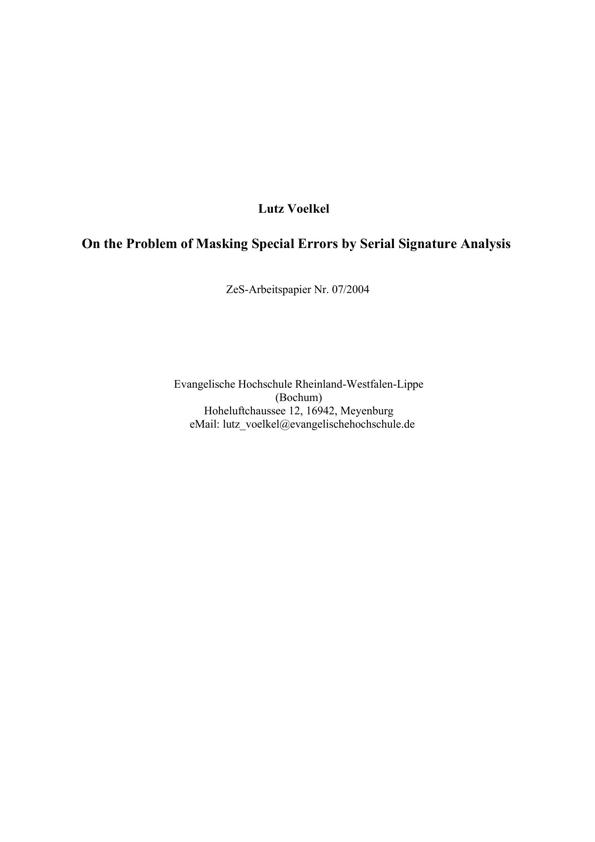 Lutz Voelkel
On the Problem of Masking Special Errors by Serial Signature Analysis
ZeS-Arbeitspapier Nr. 07/2004
Evangelische Hochschule Rheinland-Westfalen-Lippe
(Bochum)
Hoheluftchaussee 12, 16942, Meyenburg
eMail: lutz_voelkel@evangelischehochschule.de